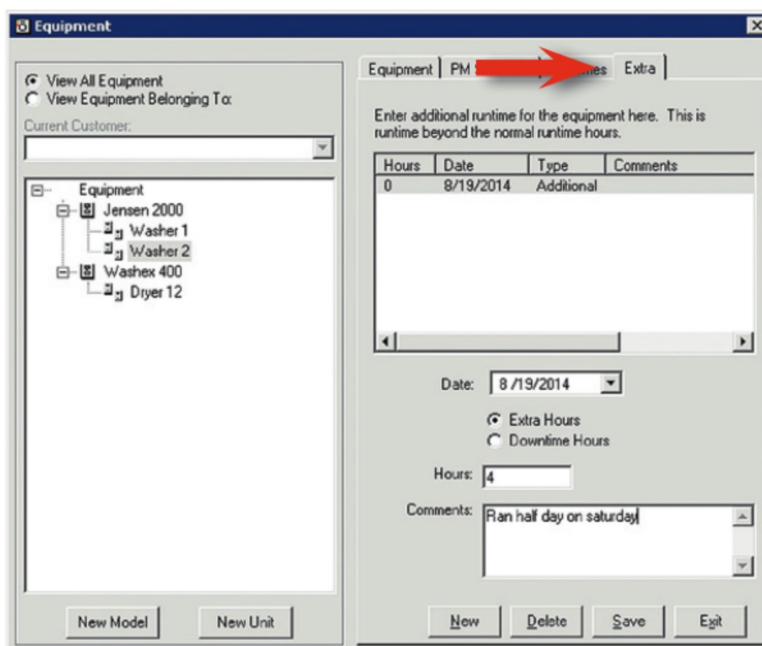 Equipment
View All Equipment
View Equipment Belonging To:
Current Customer:
Equipment
Jensen 2000
Washer 1
Washer 2
Washex 400
Dryer 12
New Model New Unit
Equipment PM Extra
Enter additional runtime for the equipment here. This is
runtime beyond the normal runtime hours.
Hours Date Type Comments
0 8/19/2014 Additional
Date: 8 /19/2014
Extra Hours
Downtime Hours
Hours: 4
Comments: Ran half day on saturday
New Delete Save Exit